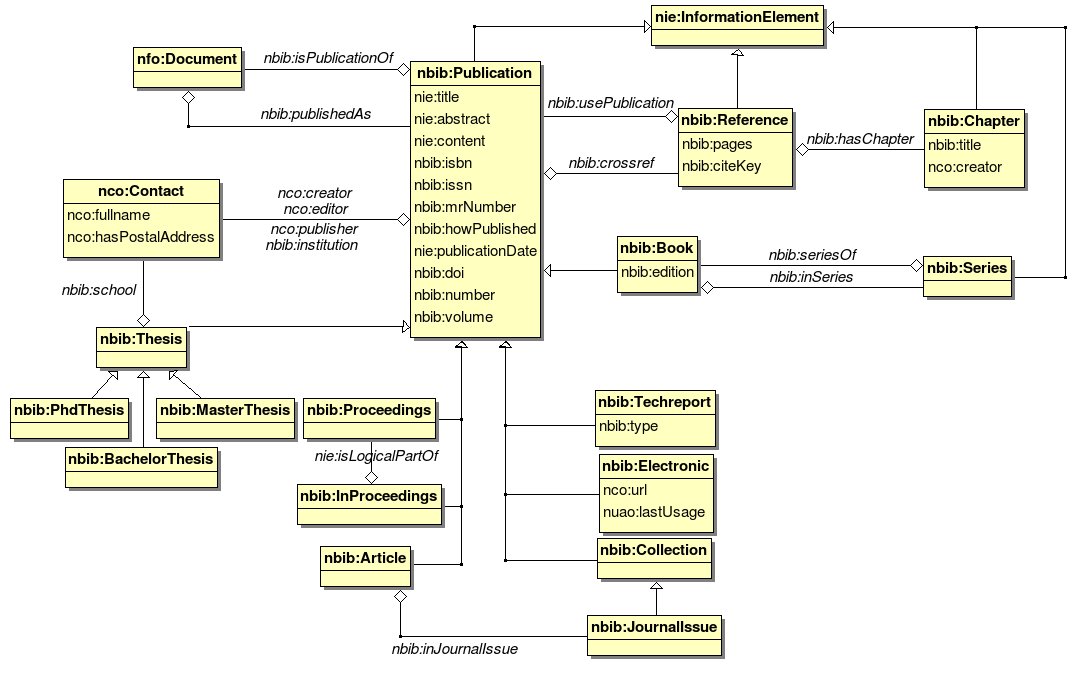 nie:InformationElement
nfo:Document
nbib:isPublicationOf
nbib:publishedAs
nbib:Publication
nie:title
nie:abstract
nie:content
nbib:isbn
nbib:issn
nbib:mrNumber
nbib:howPublished
nie:publicationDate
nbib:doi
nbib:number
nbib:volume
nbib:usePublication
nbib:crossref
nbib:Reference
nbib:pages
nbib:citeKey
nbib:hasChapter
nbib:Chapter
nbib:title
nco:creator
nco:Contact
nco:fullname
nco:hasPostalAddress
nco:creator
nco:editor
nco:publisher
nbib:institution
nbib:Book
nbib:edition
nbib:seriesOf
nbib:inSeries
nbib:Series
nbib:school
nbib:Thesis
nbib:PhdThesis
nbib:MasterThesis
nbib:BachelorThesis
nbib:Proceedings
nie:isLogicalPartOf
nbib:InProceedings
nbib:Article
nbib:Techreport
nbib:type
nbib:Electronic
nco:url
nuao:lastUsage
nbib:Collection
nbib:JournalIssue
nbib:inJournalIssue